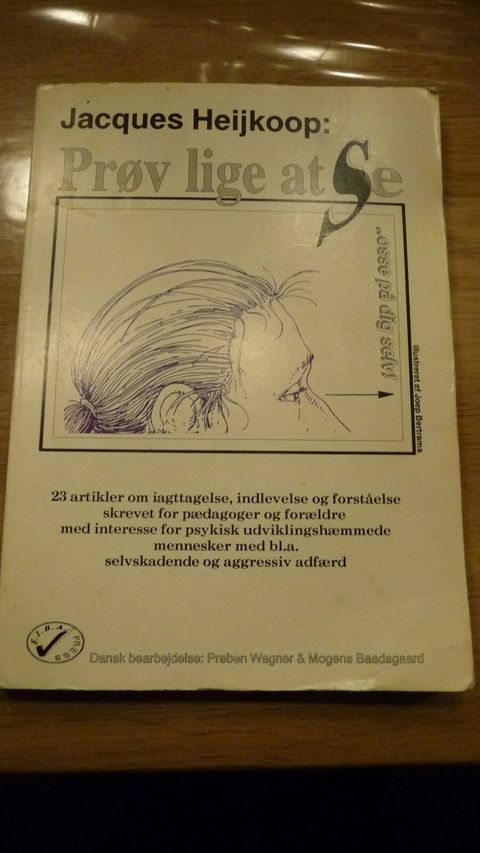 Jacques Heijkoop:
Prøv lige at Se
"osse på dig selv!
illustreret af Joep Bertrams
23 artikler om iagttagelse, indlevelse og forståelse
skrevet for pædagoger og forældre
med interesse for psykisk udviklingshæmmede
mennesker med bl.a.
selvskadende og aggressiv adfærd
E.I.B.A. PRESS
Dansk bearbejdelse: Preben Wagner & Mogens Baadsgaard